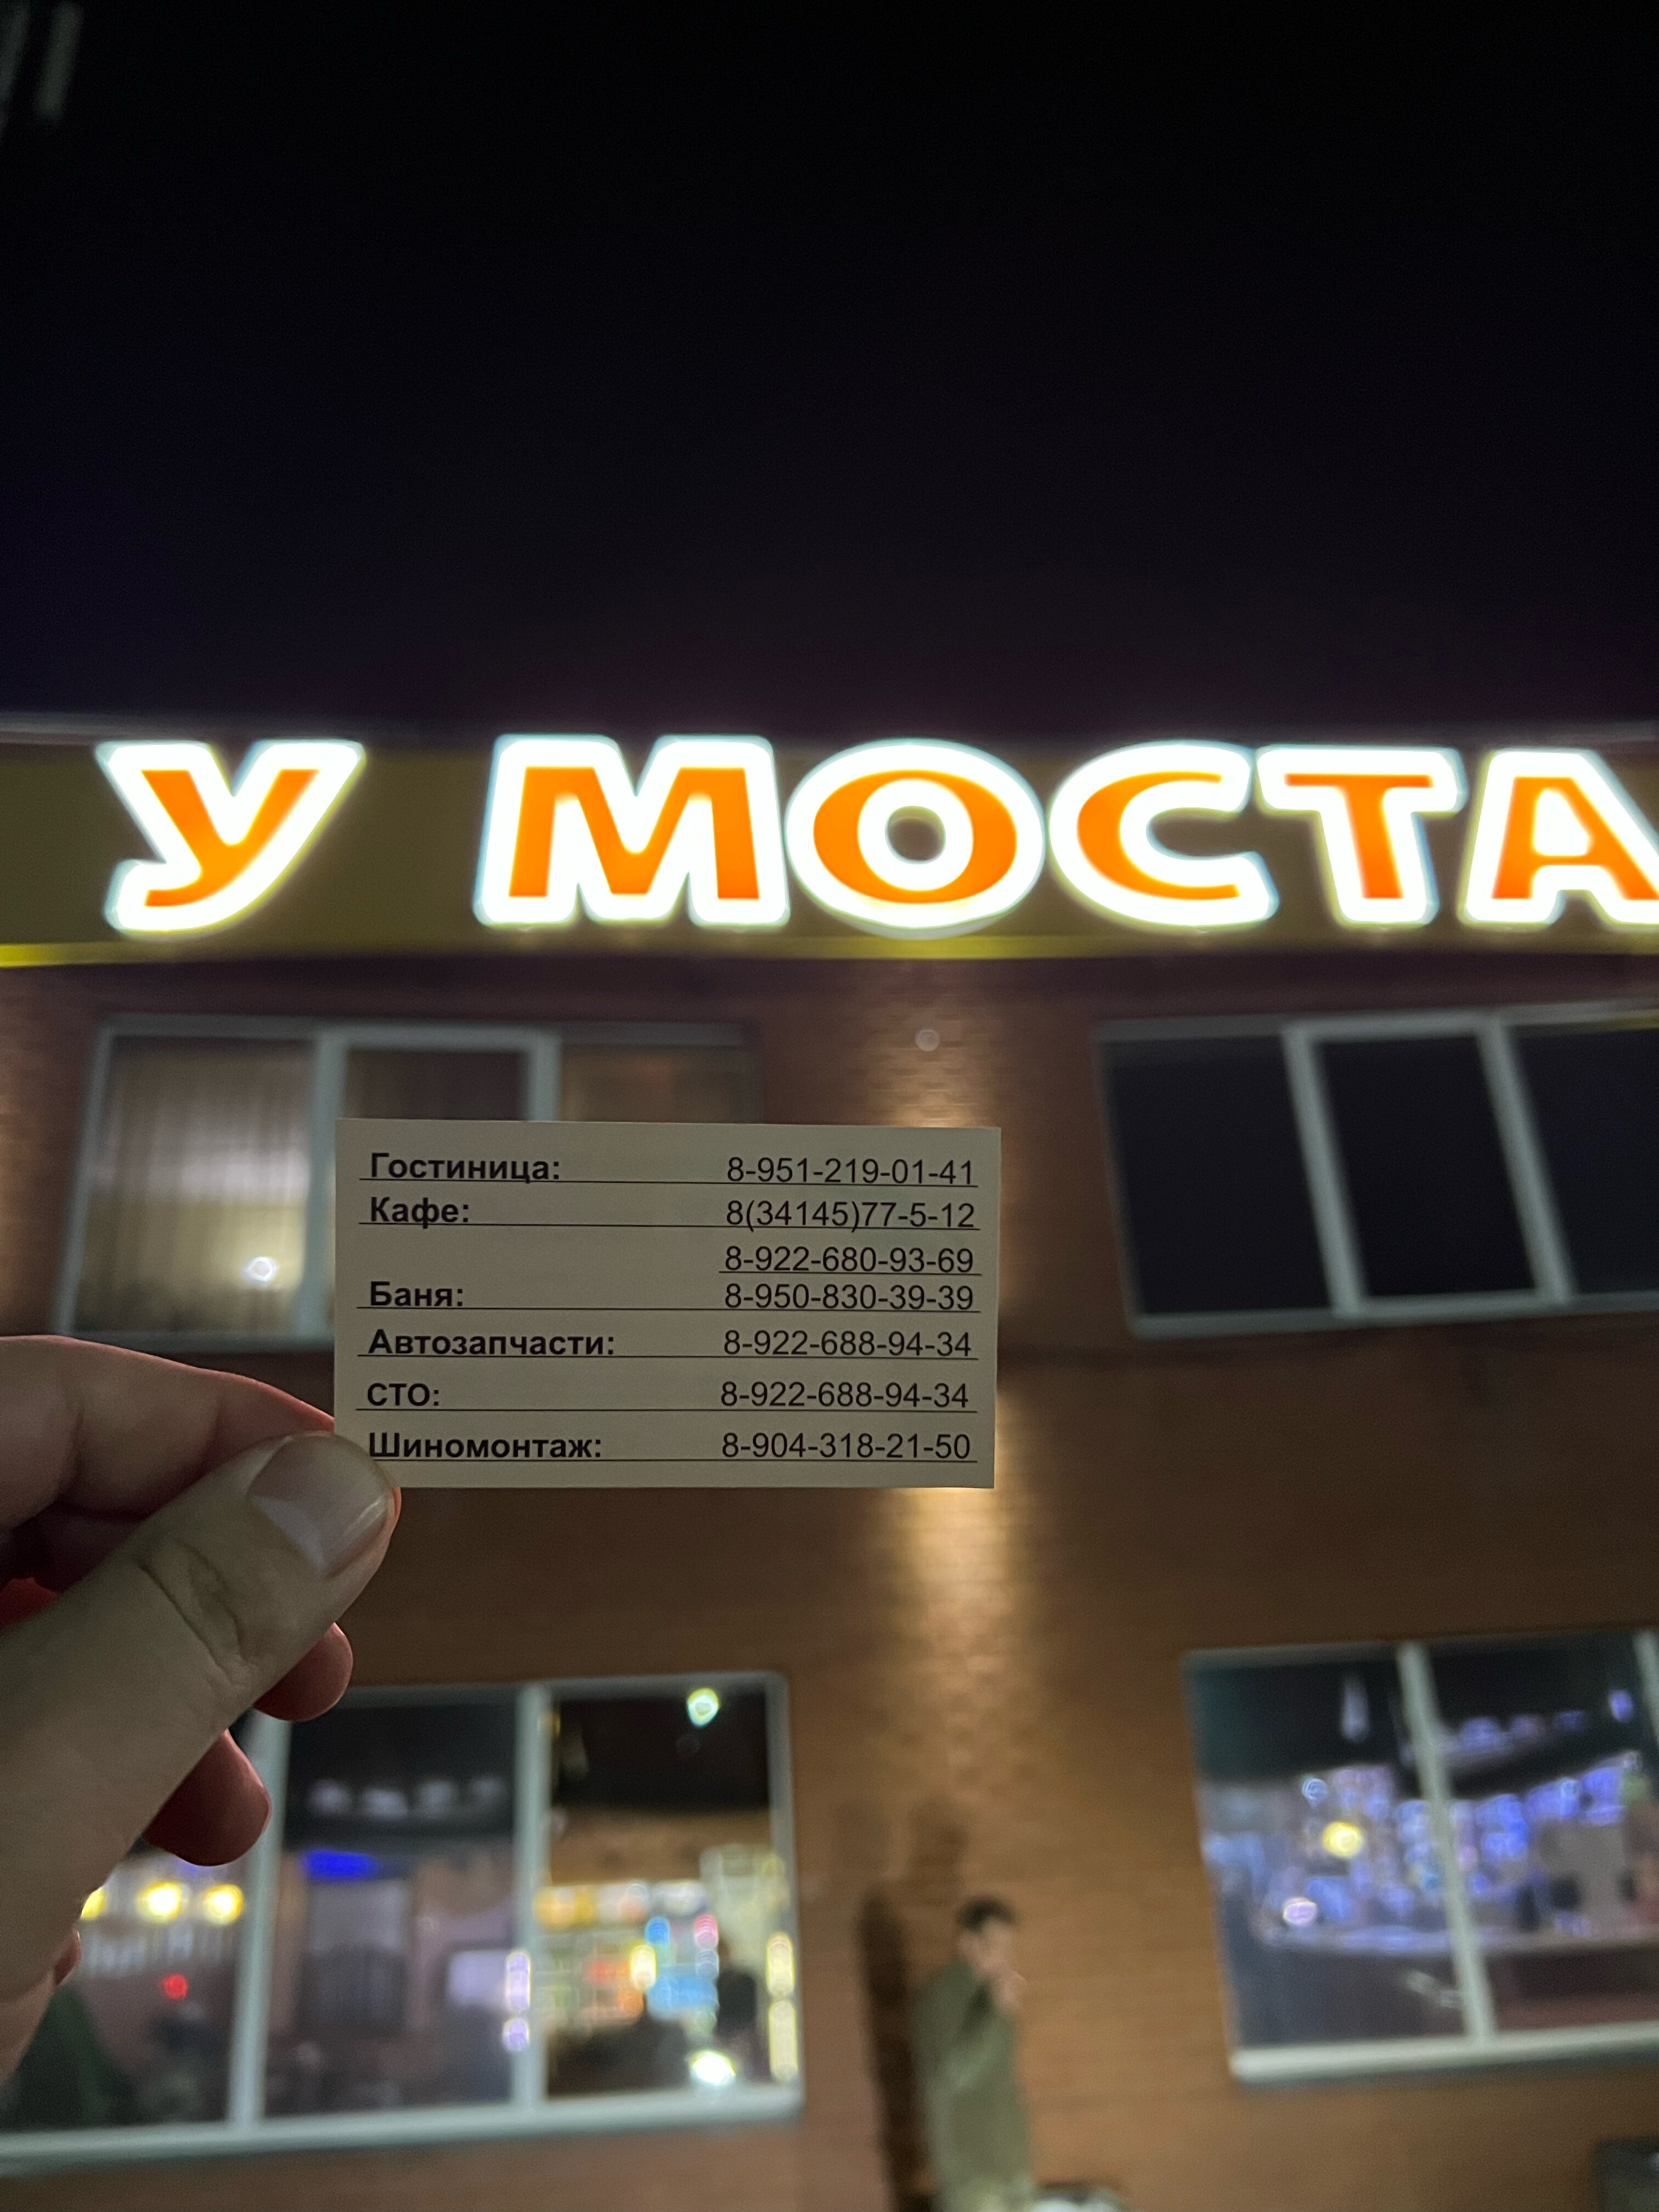 У МОСТА
Гостиница: 8-951-219-01-41
Кафе: 8(34145)77-5-12
8-922-680-93-69
Баня: 8-950-830-39-39
Автозапчасти: 8-922-688-94-34
СТО: 8-922-688-94-34
Шиномонтаж: 8-904-318-21-50